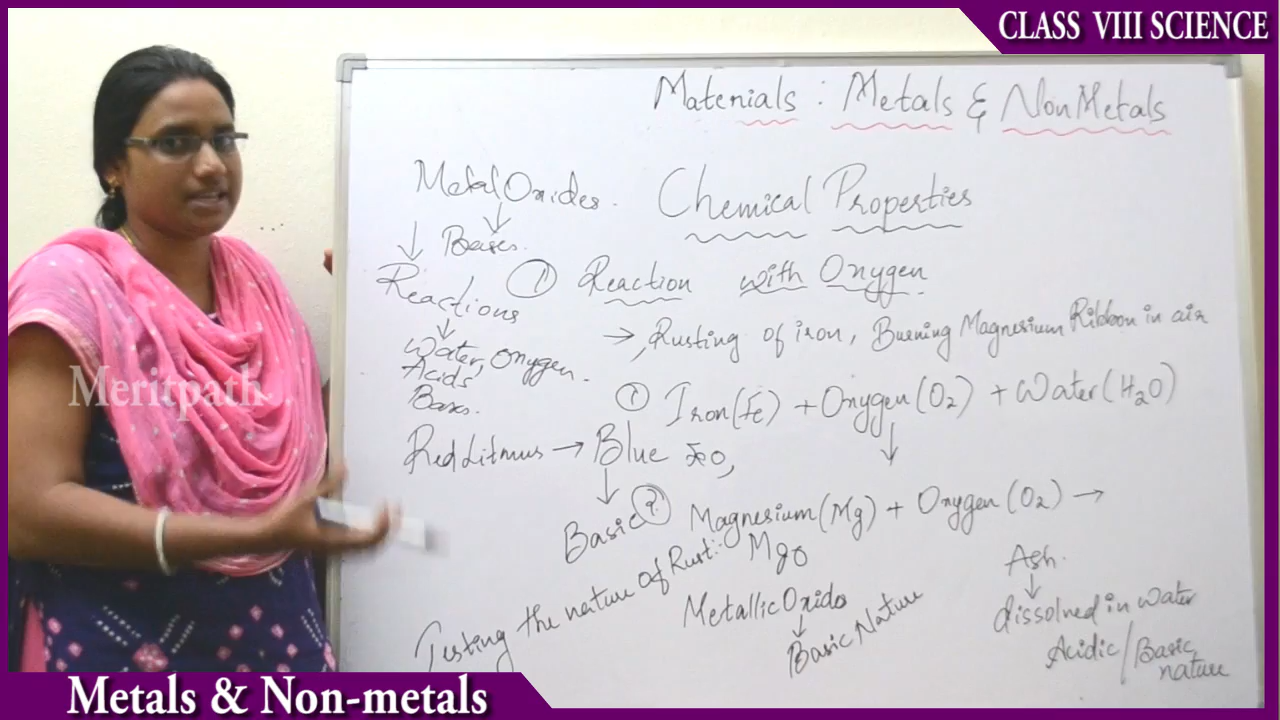 CLASS VIII SCIENCE
Materials : Metals & NonMetals
Metal Oxides.
Bases.
Chemical Properties
Reactions
Water, Oxygen.
Acids
Bases.
Red Litmus → Blue
Basic
① Reaction with Oxygen
→ Rusting of iron, Burning Magnesium Ribbon in air
① Iron(Fe) + Oxygen(O2) + Water(H2O)
② Magnesium(Mg) + Oxygen(O2) →
MgO
Testing the nature of Rust:-
Metallic Oxide
Basic Nature
Ash.
dissolved in water
Acidic/Basic
nature
Meritpath
Metals & Non-metals